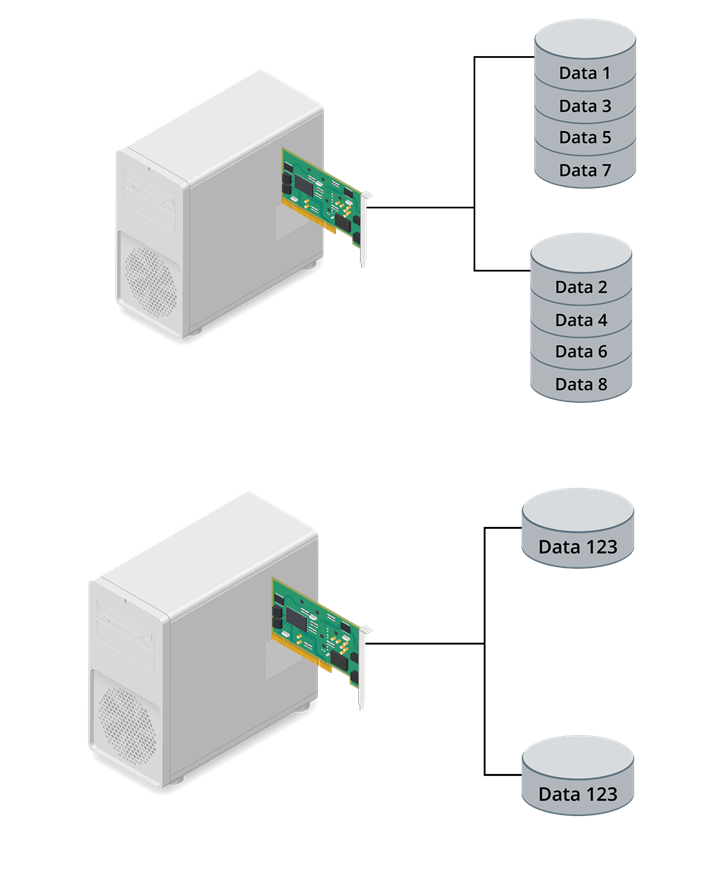 Data 1
Data 3
Data 5
Data 7
Data 2
Data 4
Data 6
Data 8
Data 123
Data 123